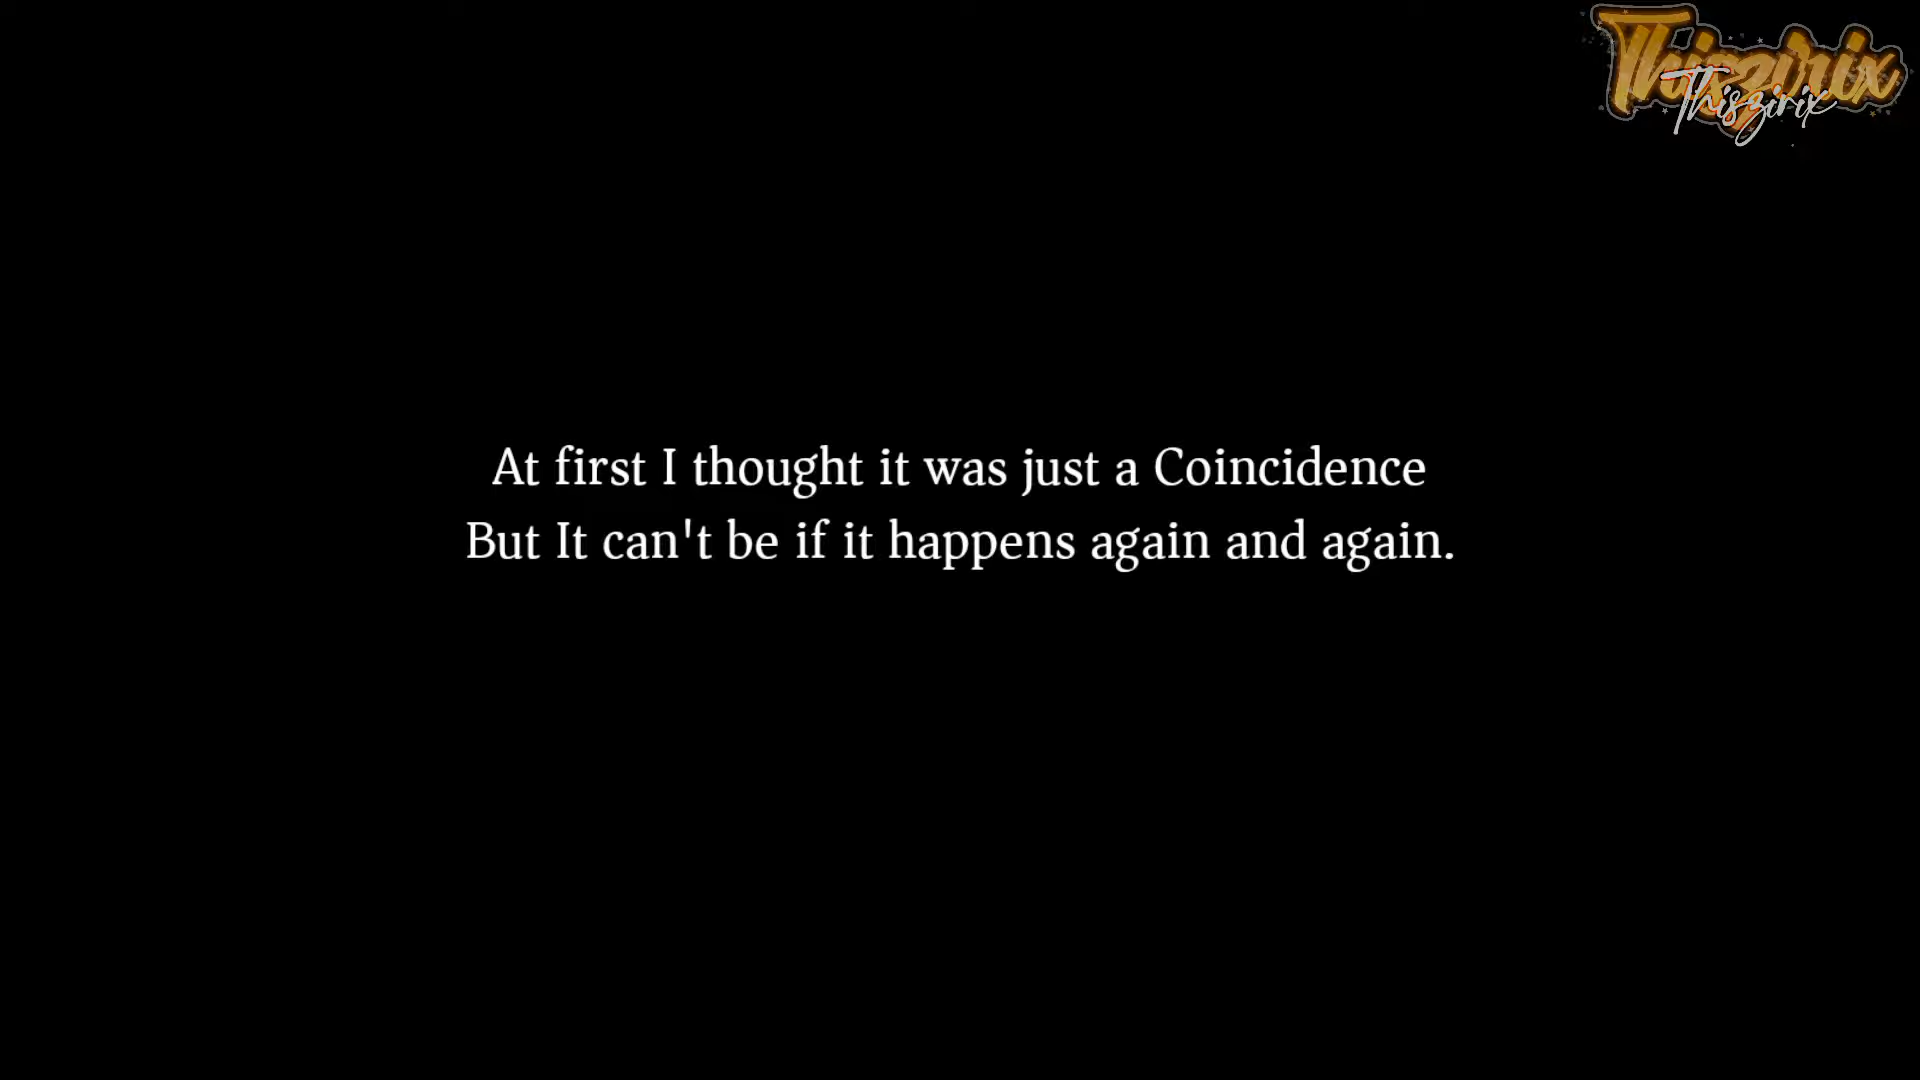 Thiszirix
Thiszirix
At first I thought it was just a Coincidence
But It can't be if it happens again and again.